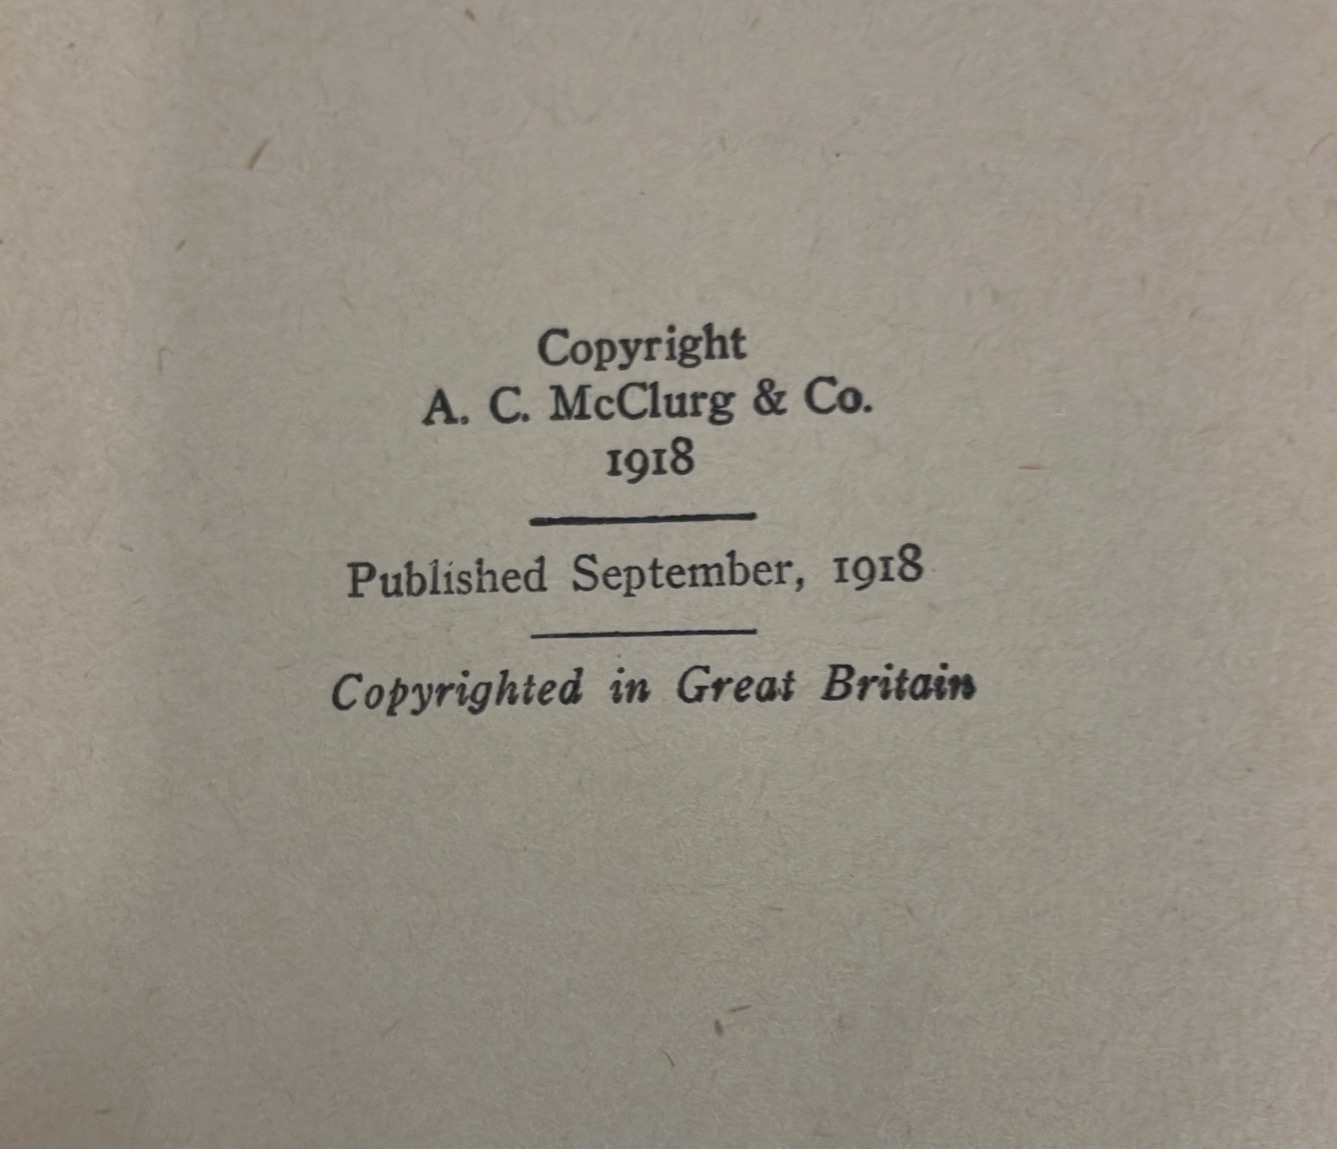 Copyright
A. C. McClurg & Co.
1918
Published September, 1918
Copyrighted in Great Britain